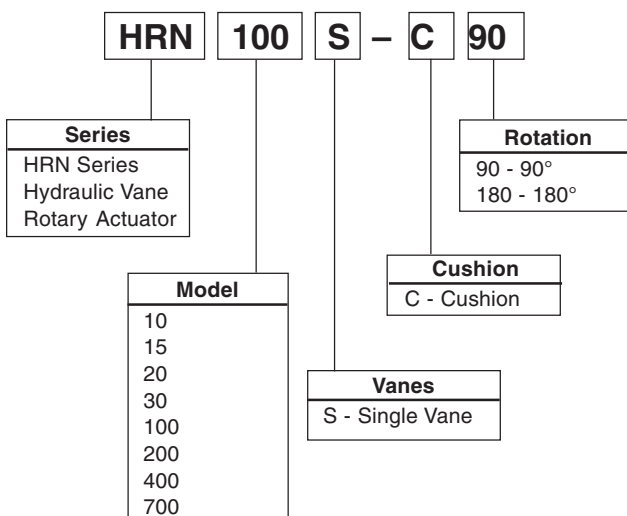 HRN 100 S – C 90
Series
HRN Series
Hydraulic Vane
Rotary Actuator
Rotation
90 - 90°
180 - 180°
Cushion
C - Cushion
Model
10
15
20
30
100
200
400
700
Vanes
S - Single Vane